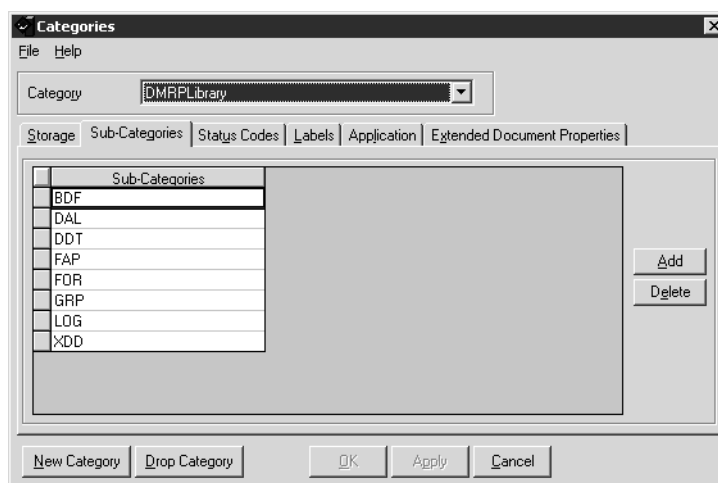 Categories
File Help
Category DMRPLibrary
Storage Sub-Categories Status Codes Labels Application Extended Document Properties
Sub-Categories
BDF
DAL
DDT
FAP
FOR
GRP
LOG
XDD
Add
Delete
New Category Drop Category OK Apply Cancel